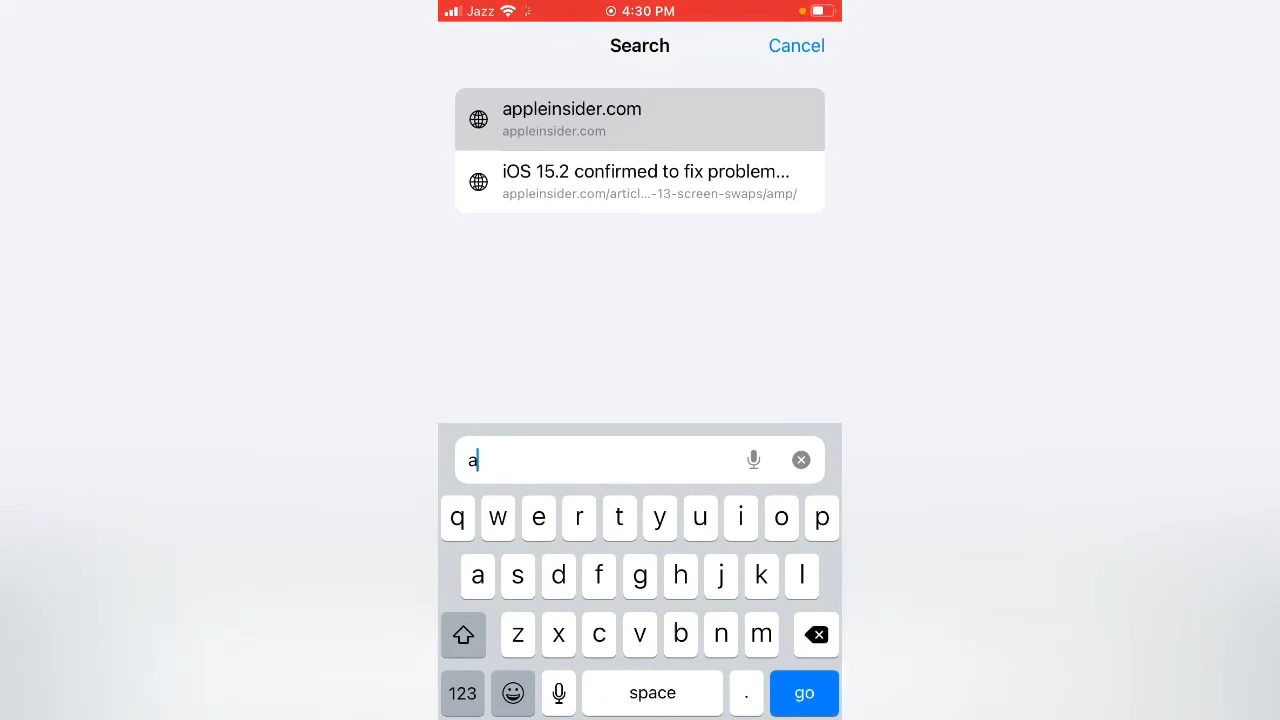 Jazz 4:30 PM
Search Cancel
appleinsider.com
appleinsider.com
iOS 15.2 confirmed to fix problem...
appleinsider.com/articl...-13-screen-swaps/amp/
a
q w e r t y u i o p
a s d f g h j k l
z x c v b n m
123 space . go